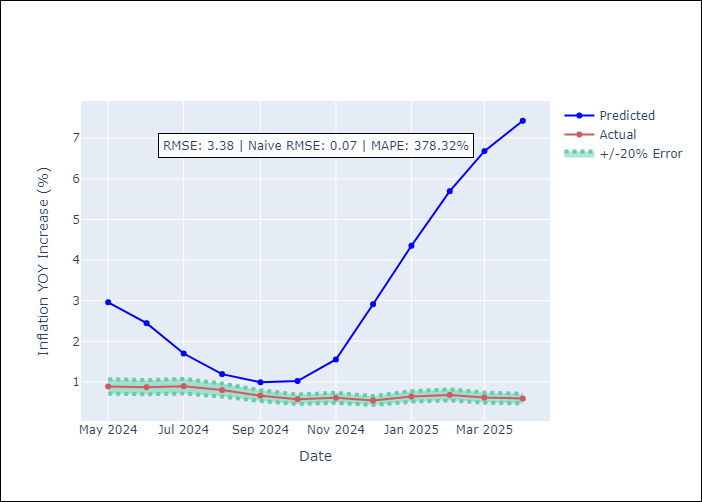 RMSE: 3.38 | Naive RMSE: 0.07 | MAPE: 378.32%
Predicted
Actual
+/-20% Error
Inflation YOY Increase (%)
7
6
5
4
3
2
1
May 2024
Jul 2024
Sep 2024
Nov 2024
Jan 2025
Mar 2025
Date